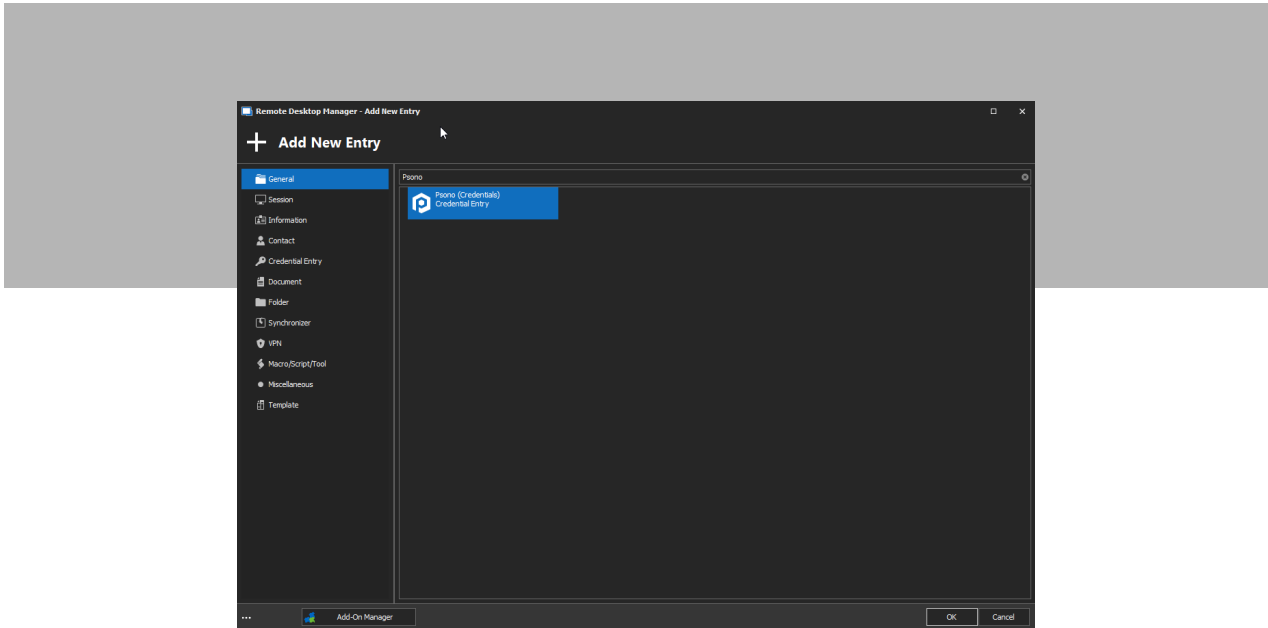 Remote Desktop Manager - Add New Entry
Add New Entry
General
Session
Information
Contact
Credential Entry
Document
Folder
Synchronizer
VPN
Macro/Script/Tool
Miscellaneous
Template
Psono
Psono (Credentials)
Credential Entry
... Add-On Manager OK Cancel